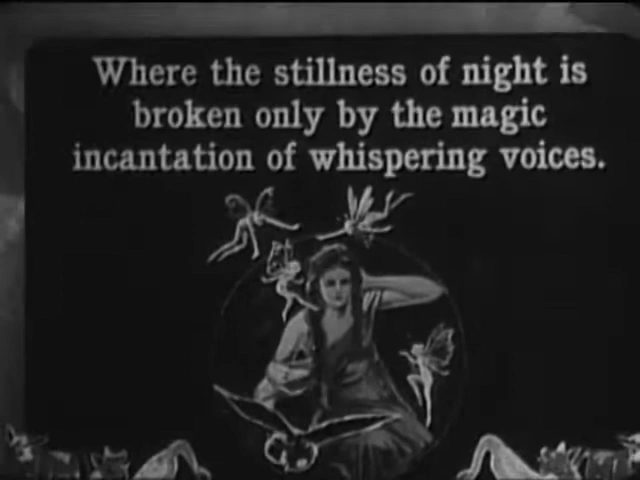 Where the stillness of night is
broken only by the magic
incantation of whispering voices.